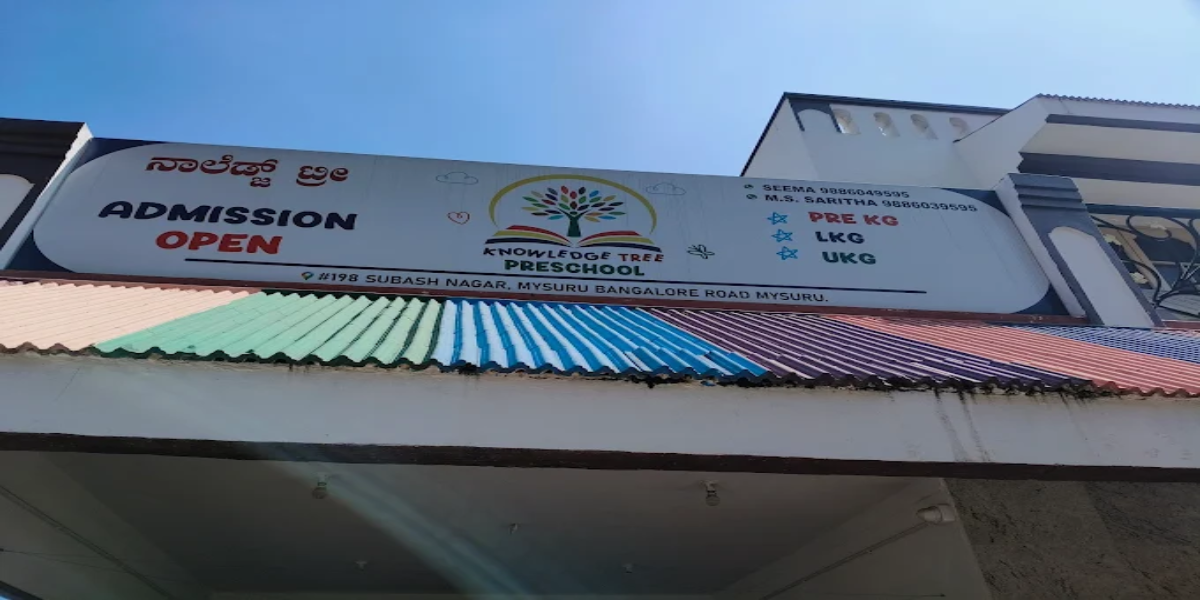 ನಾಲೆಡ್ಜ್ ಟ್ರೀ
ADMISSION
OPEN
KNOWLEDGE TREE
PRESCHOOL
SEEMA 9886049595
M.S. SARITHA 9886039595
PRE KG
LKG
UKG
#198 SUBASH NAGAR, MYSURU BANGALORE ROAD MYSURU.